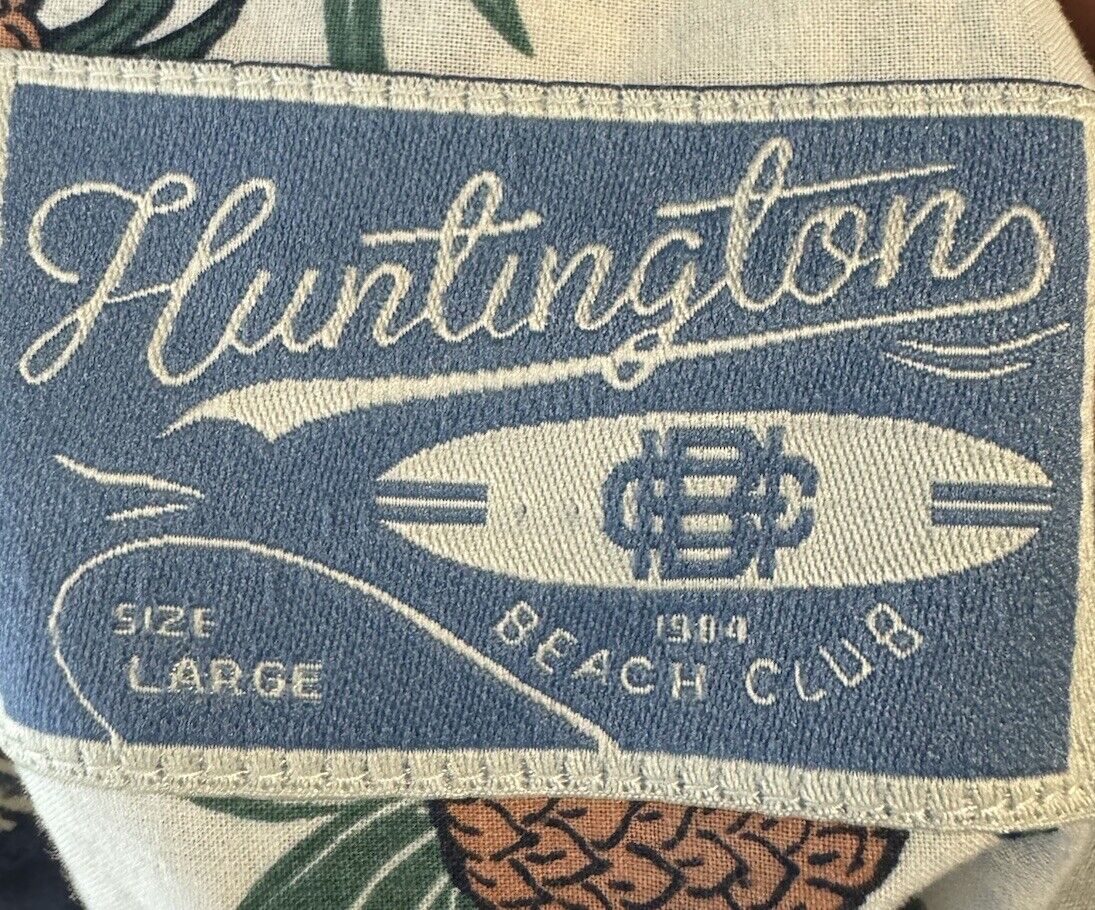 Huntington
HBC
1984
BEACH CLUB
SIZE
LARGE